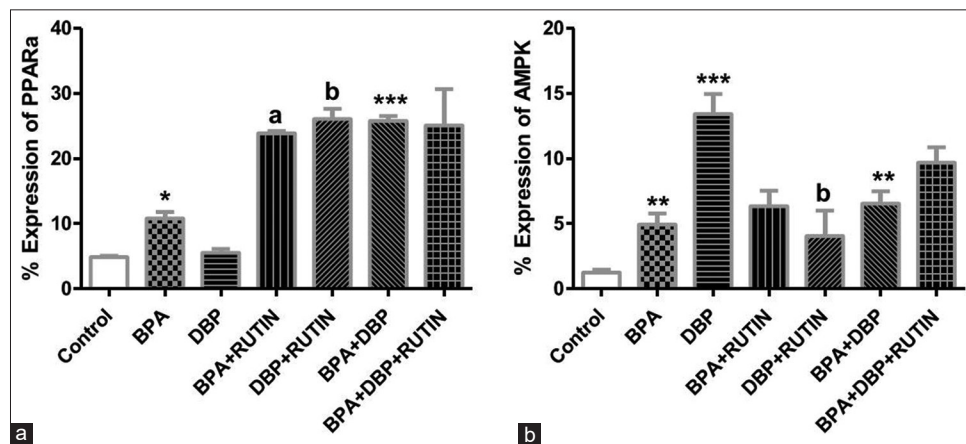 % Expression of PPARa
40
30
20
10
0
*
a
b
***
Control
BPA
DBP
BPA+RUTIN
DBP+RUTIN
BPA+DBP
BPA+DBP+RUTIN
a
% Expression of AMPK
20
15
10
5
0
**
***
b
**
Control
BPA
DBP
BPA+RUTIN
DBP+RUTIN
BPA+DBP
BPA+DBP+RUTIN
b